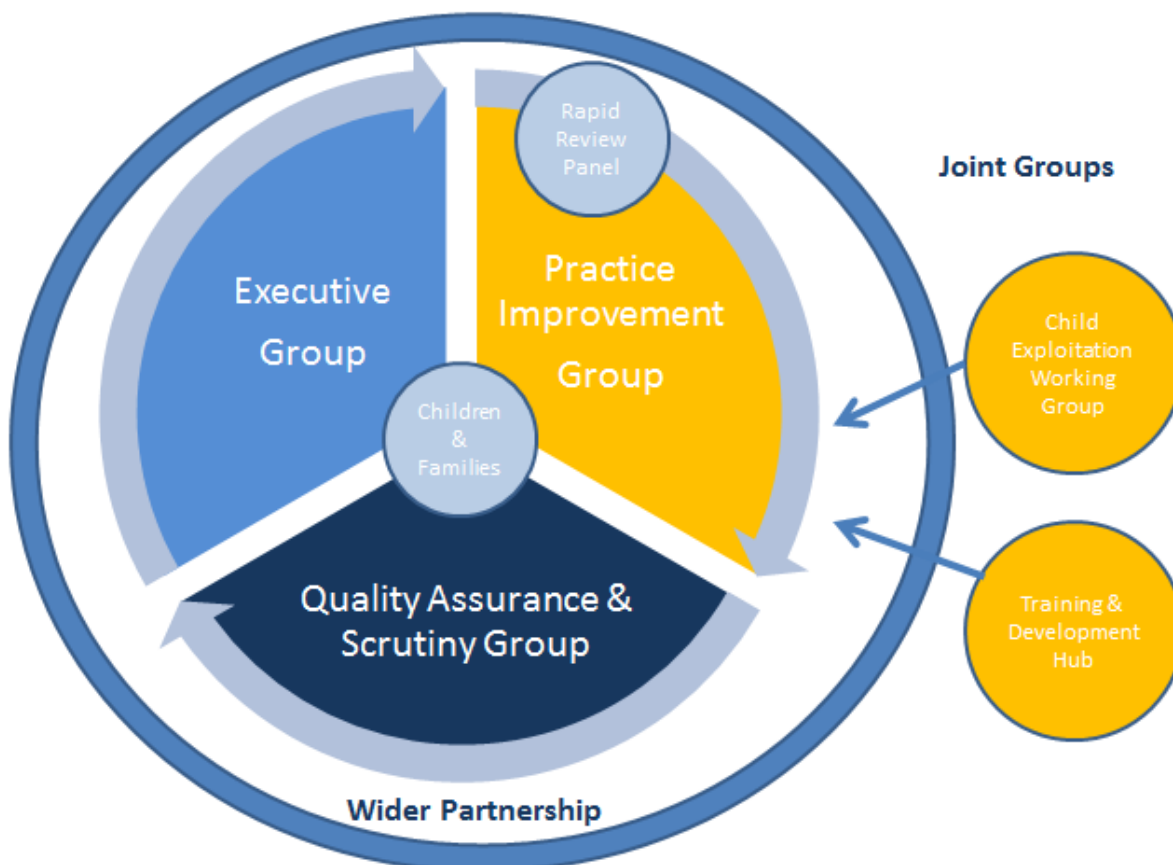 Rapid
Review
Panel
Joint Groups
Executive
Group
Practice
Improvement
Group
Child
Exploitation
Working
Group
Children
&
Families
Quality Assurance &
Scrutiny Group
Training &
Development
Hub
Wider Partnership